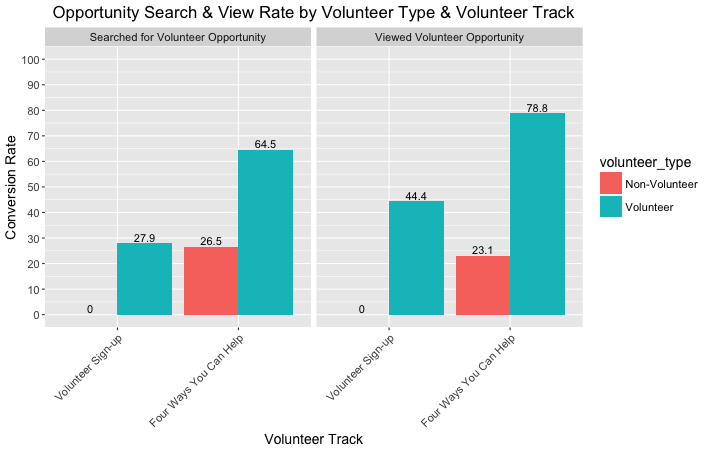 Opportunity Search & View Rate by Volunteer Type & Volunteer Track
Searched for Volunteer Opportunity
Viewed Volunteer Opportunity
Conversion Rate
100
90
80
70
60
50
40
30
20
10
0
0
27.9
26.5
64.5
0
44.4
23.1
78.8
volunteer_type
Non-Volunteer
Volunteer
Volunteer Sign-up
Four Ways You Can Help
Volunteer Sign-up
Four Ways You Can Help
Volunteer Track